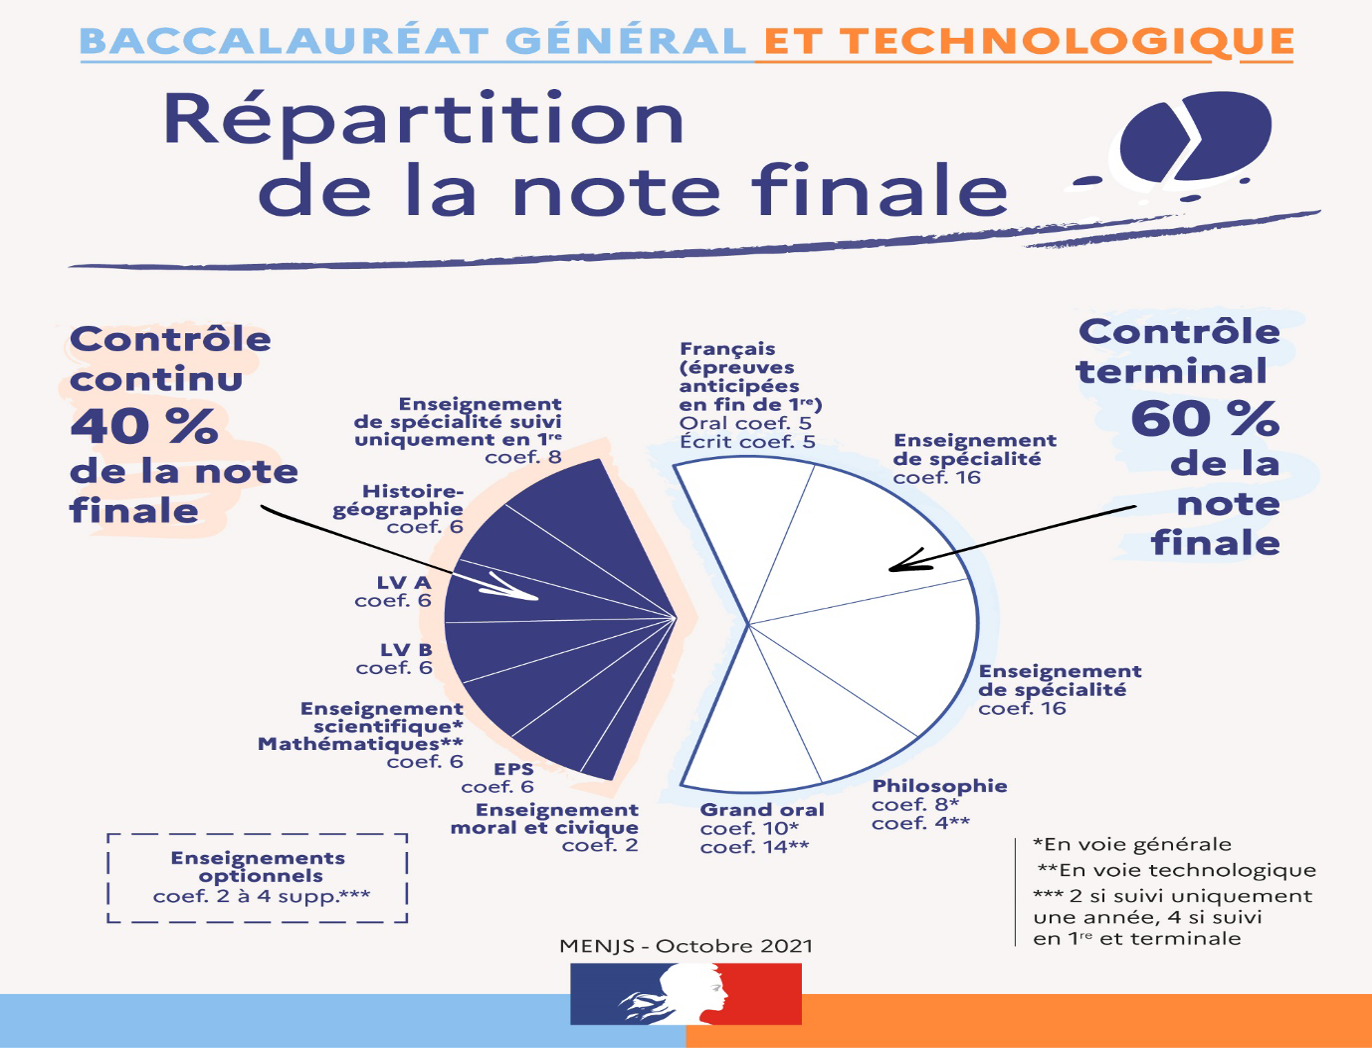 BACCALAURÉAT GÉNÉRAL ET TECHNOLOGIQUE
Répartition
de la note finale
Contrôle
continu
40 %
de la note
finale
Contrôle
terminal
60 %
de la
note
finale
Français
(épreuves
anticipées
en fin de 1re)
Oral coef. 5
Écrit coef. 5
Enseignement
de spécialité
coef. 16
Enseignement
de spécialité
coef. 16
Philosophie
coef. 8*
coef. 4**
Grand oral
coef. 10*
coef. 14**
Enseignement
de spécialité suivi
uniquement en 1re
coef. 8
Histoire-
géographie
coef. 6
LV A
coef. 6
LV B
coef. 6
Enseignement
scientifique*
Mathématiques**
coef. 6
EPS
coef. 6
Enseignement
moral et civique
coef. 2
Enseignements
optionnels
coef. 2 à 4 supp.***
*En voie générale
**En voie technologique
*** 2 si suivi uniquement
une année, 4 si suivi
en 1re et terminale
MENJS - Octobre 2021